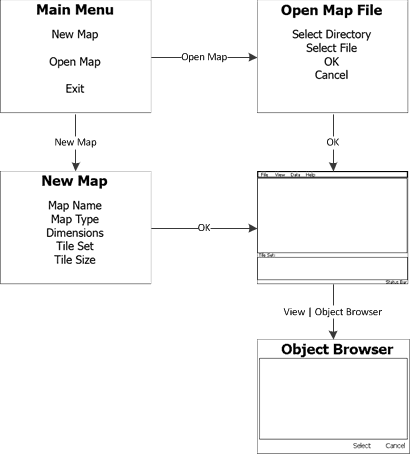 Main Menu
New Map
Open Map
Exit
Open Map
Open Map File
Select Directory
Select File
OK
Cancel
New Map
OK
New Map
Map Name
Map Type
Dimensions
Tile Set
Tile Size
OK
File View Data Help
Tile Set
Status Bar
View | Object Browser
Object Browser
Select Cancel